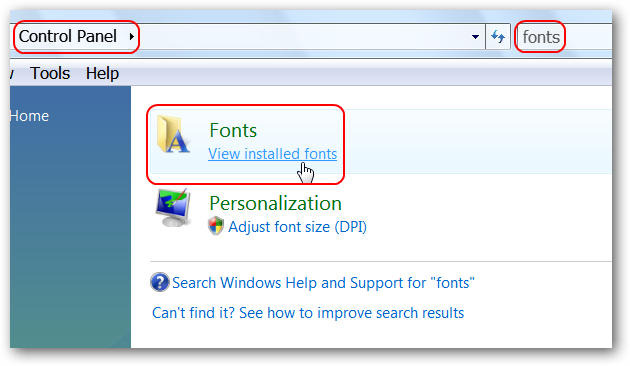 Control Panel
fonts
Tools Help
Home
Fonts
View installed fonts
Personalization
Adjust font size (DPI)
Search Windows Help and Support for "fonts"
Can't find it? See how to improve search results